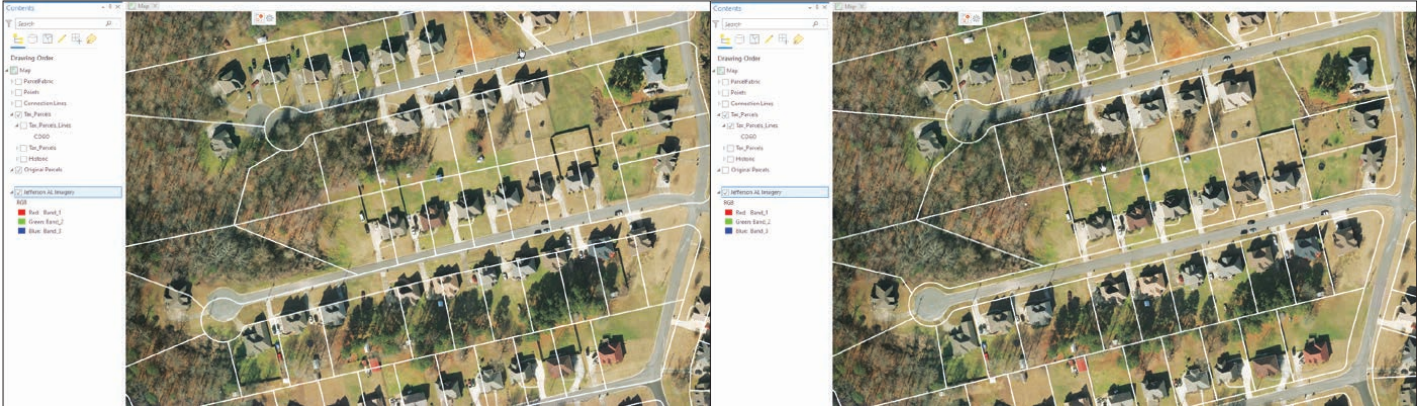 Contents
Search
Drawing Order
Map
ParcelFabric
Points
Connection Lines
Tax_Parcels
Tax_Parcels_Lines
COGO
Tax_Parcels
Historic
Original Parcels
Jefferson AL Imagery
RGB
Red: Band_1
Green: Band_2
Blue: Band_3
Map
Contents
Search
Drawing Order
Map
ParcelFabric
Points
Connection Lines
Tax_Parcels
Tax_Parcels_Lines
COGO
Tax_Parcels
Historic
Original Parcels
Jefferson AL Imagery
RGB
Red: Band_1
Green: Band_2
Blue: Band_3
Map